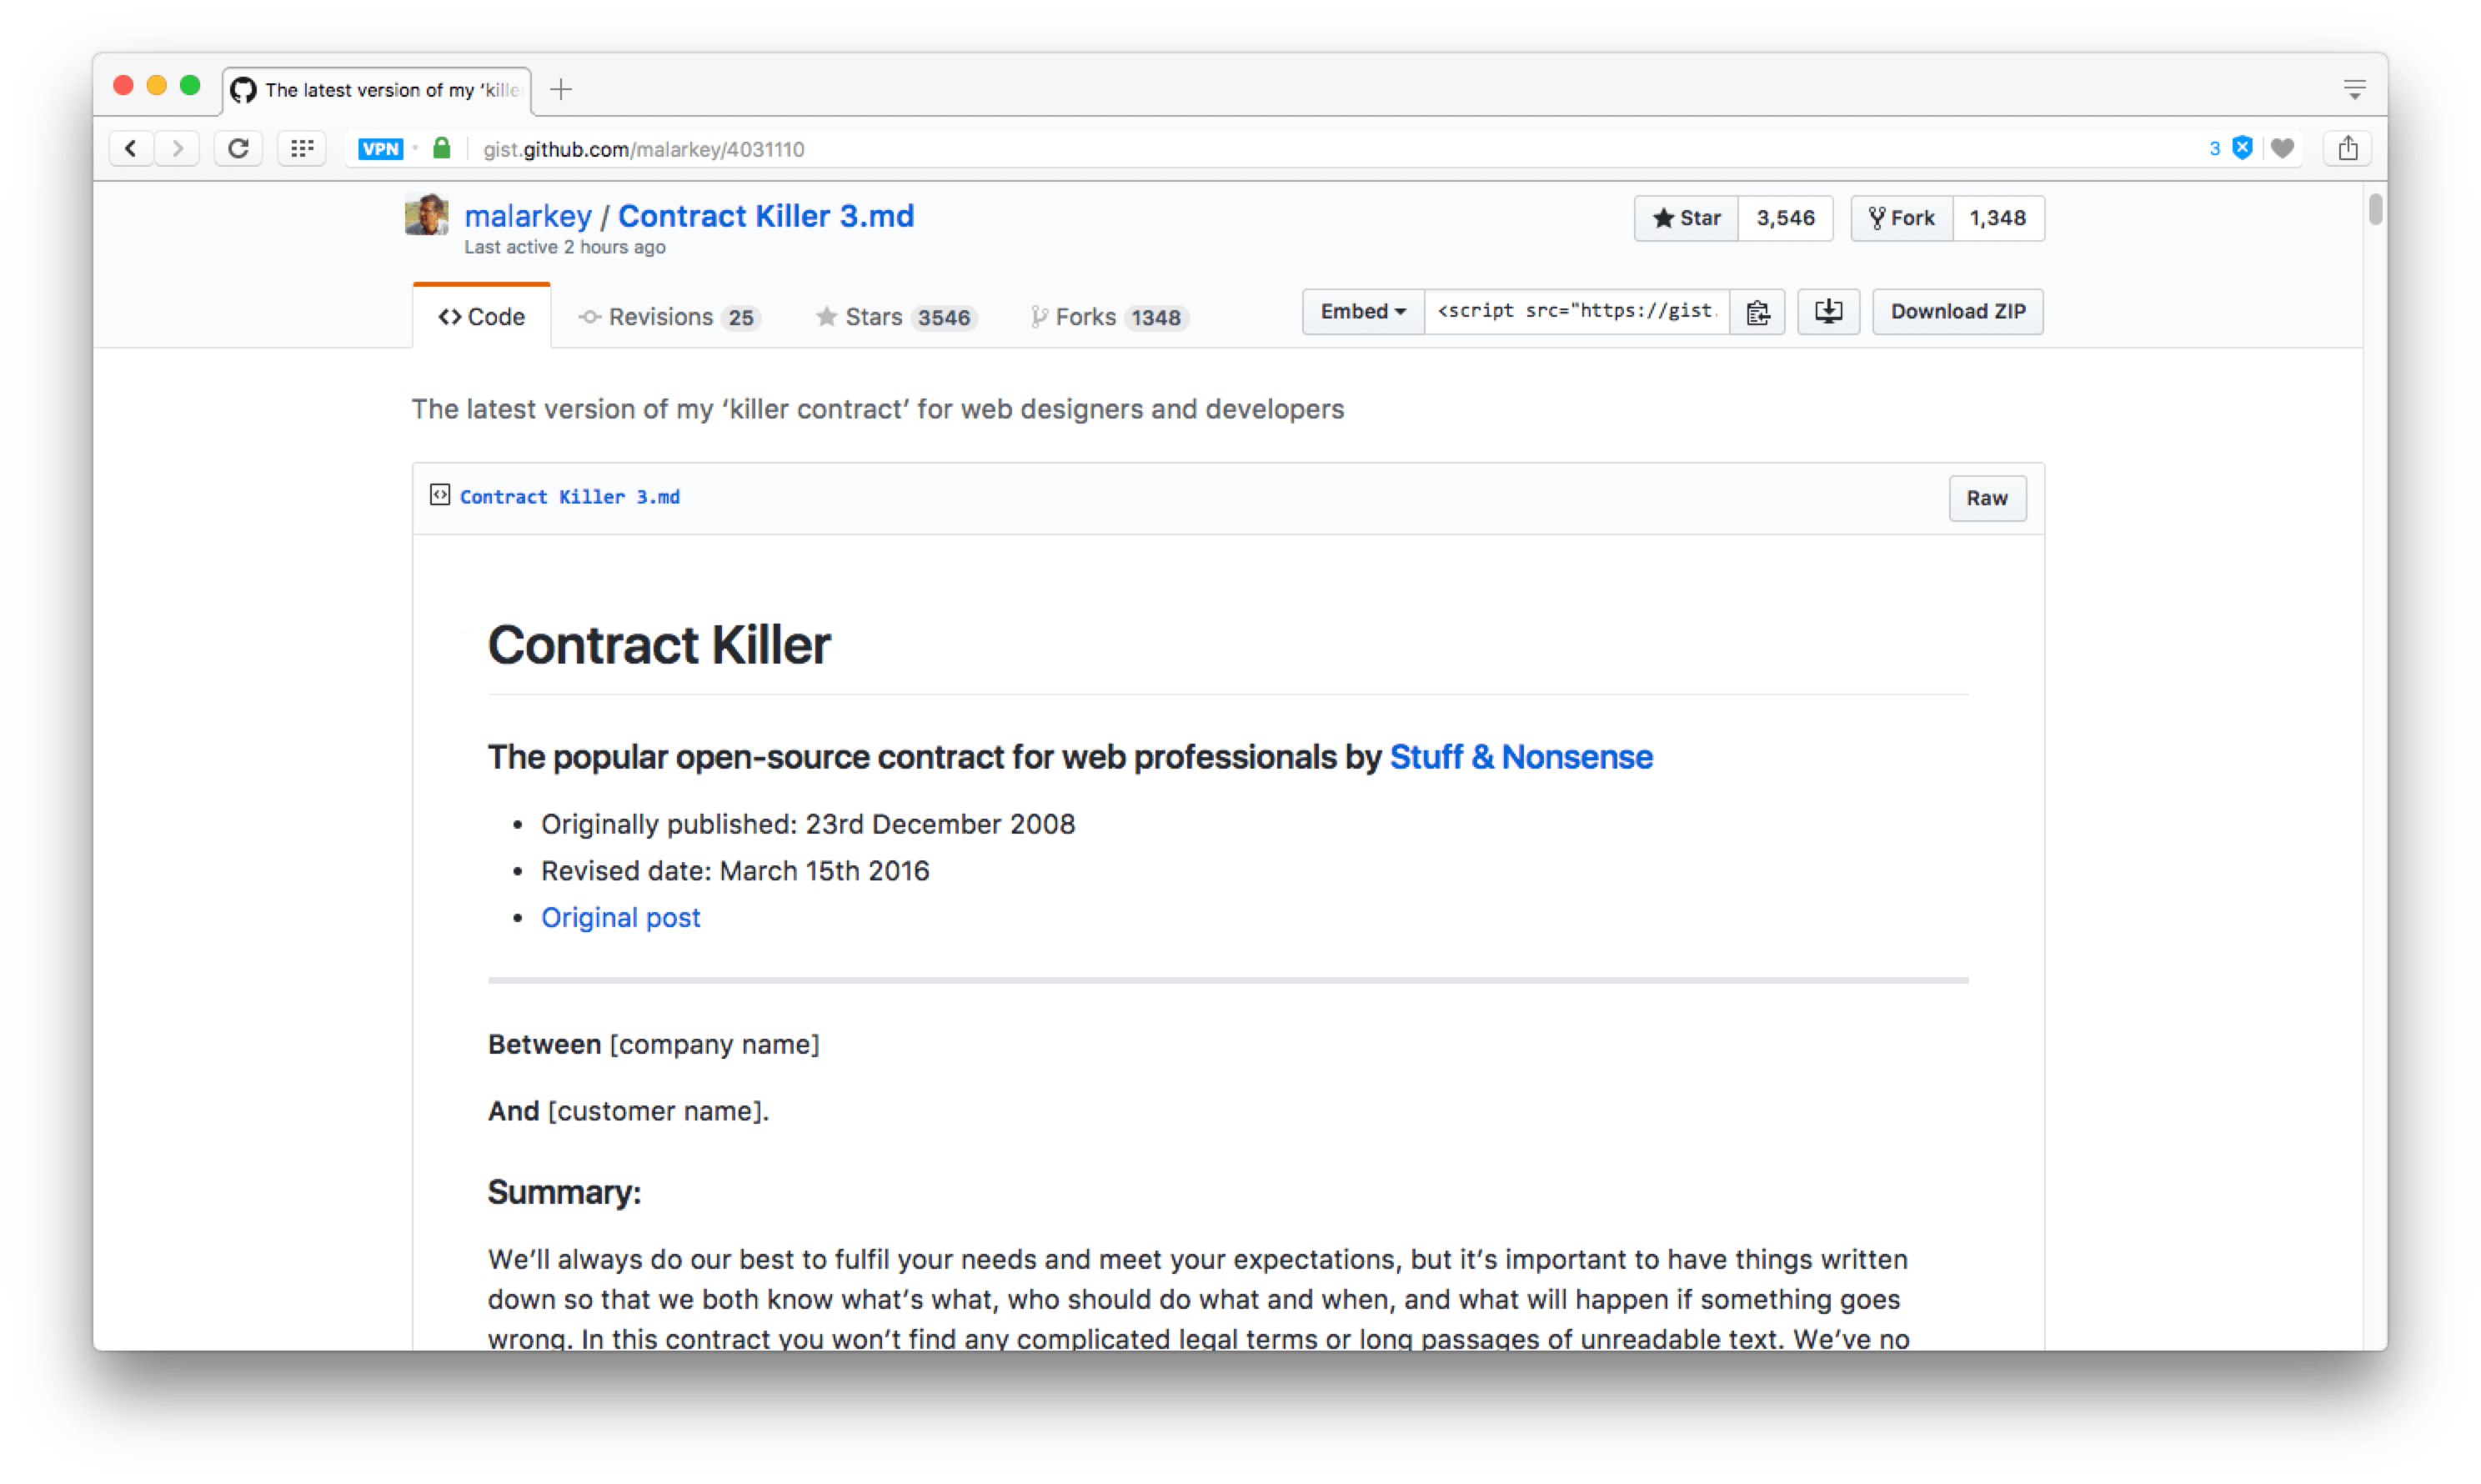 The latest version of my ‘kille
VPN gist.github.com/malarkey/4031110 3
malarkey / Contract Killer 3.md
Star 3,546 Fork 1,348
Last active 2 hours ago
Code Revisions 25 Stars 3546 Forks 1348 Embed <script src="https://gist. Download ZIP
The latest version of my ‘killer contract’ for web designers and developers
Contract Killer 3.md Raw
Contract Killer
The popular open-source contract for web professionals by Stuff & Nonsense
• Originally published: 23rd December 2008
• Revised date: March 15th 2016
• Original post
Between [company name]
And [customer name].
Summary:
We’ll always do our best to fulfil your needs and meet your expectations, but it’s important to have things written
down so that we both know what’s what, who should do what and when, and what will happen if something goes
wrong. In this contract you won’t find any complicated legal terms or long passages of unreadable text. We’ve no